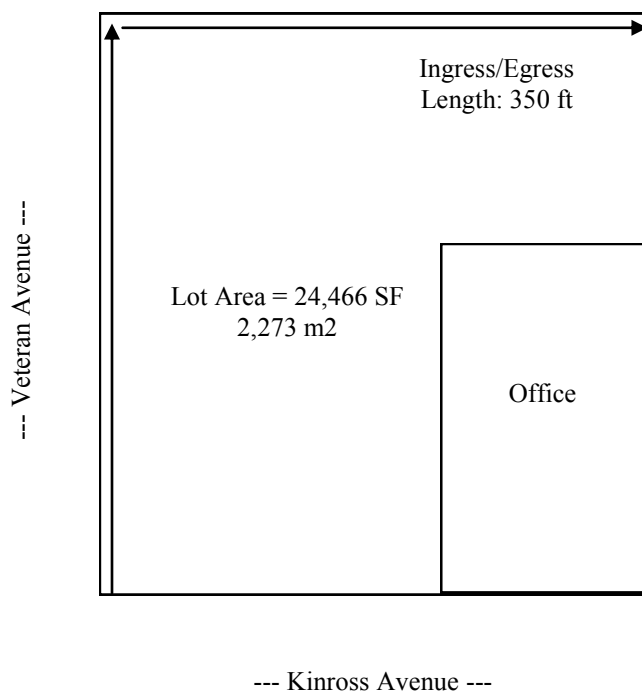 Ingress/Egress
Length: 350 ft
--- Veteran Avenue ---
Lot Area = 24,466 SF
2,273 m2
Office
--- Kinross Avenue ---